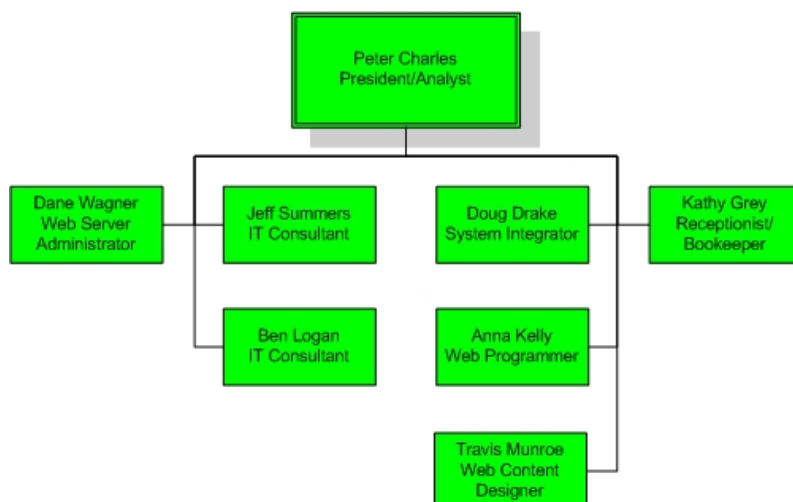 Peter Charles
President/Analyst
Dane Wagner
Web Server
Administrator
Jeff Summers
IT Consultant
Doug Drake
System Integrator
Kathy Grey
Receptionist/
Bookeeper
Ben Logan
IT Consultant
Anna Kelly
Web Programmer
Travis Munroe
Web Content
Designer